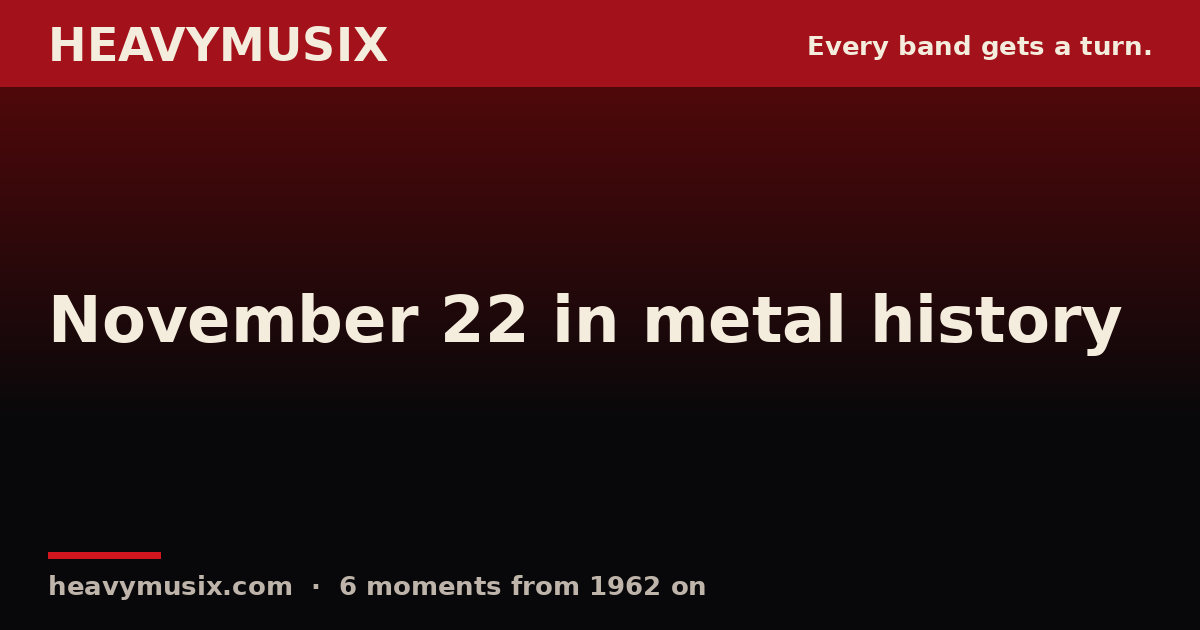 HEAVYMUSIX
Every band gets a turn.
November 22 in metal history
heavymusix.com · 6 moments from 1962 on